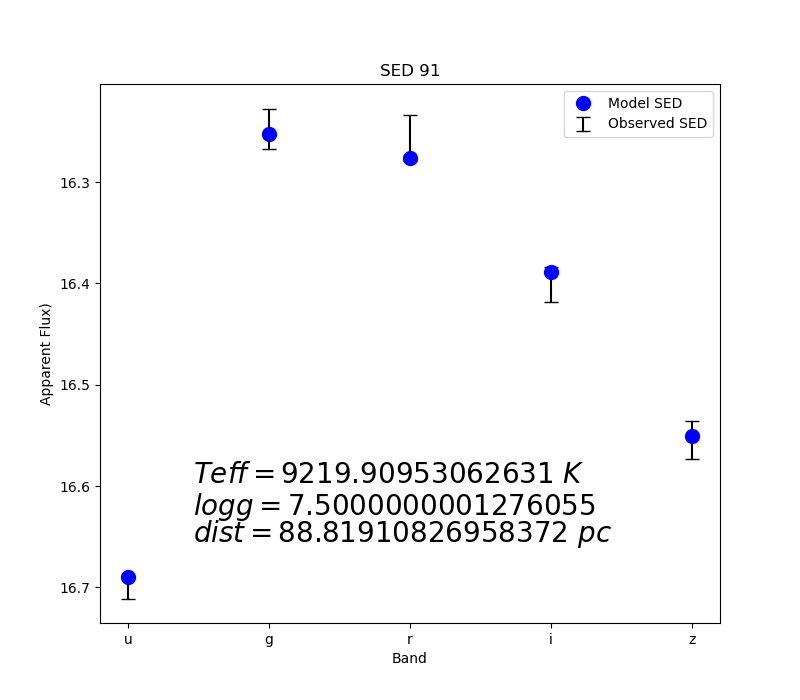 SED 91
Model SED
Observed SED
16.3
16.4
16.5
16.6
16.7
Apparent Flux)
Teff = 9219.90953062631 K
logg = 7.5000000001276055
dist = 88.81910826958372 pc
u g r i z
Band